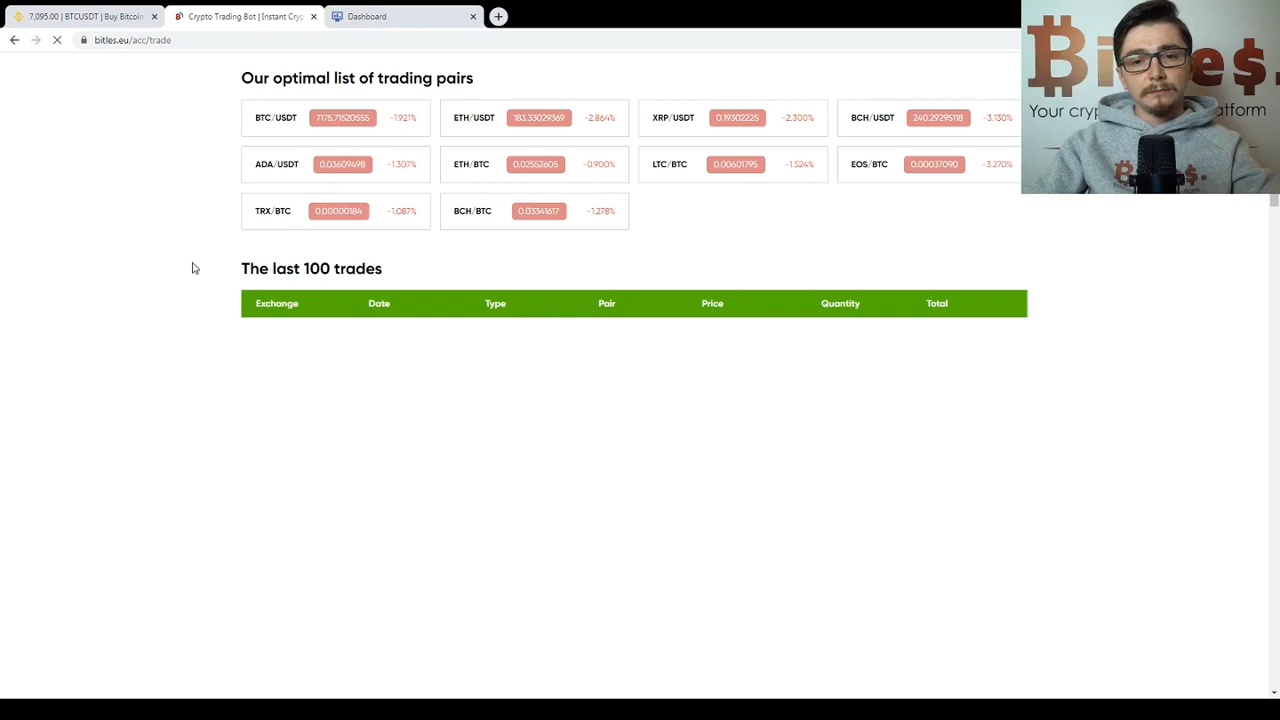 7,095.00 | BTCUSDT | Buy Bitcoin
Crypto Trading Bot | Instant Cryp
Dashboard
bitles.eu/acc/trade
Our optimal list of trading pairs
BTC/USDT 7175.71520555 -1.921%
ETH/USDT 183.33029369 -2.864%
XRP/USDT 0.19302225 -2.300%
BCH/USDT 240.29295118 -3.130%
ADA/USDT 0.03609498 -1.307%
ETH/BTC 0.02552605 -0.900%
LTC/BTC 0.00601795 -1.524%
EOS/BTC 0.00037090 -3.270%
TRX/BTC 0.00000184 -1.087%
BCH/BTC 0.03341617 -1.278%
The last 100 trades
Exchange Date Type Pair Price Quantity Total
Your cryp
atform